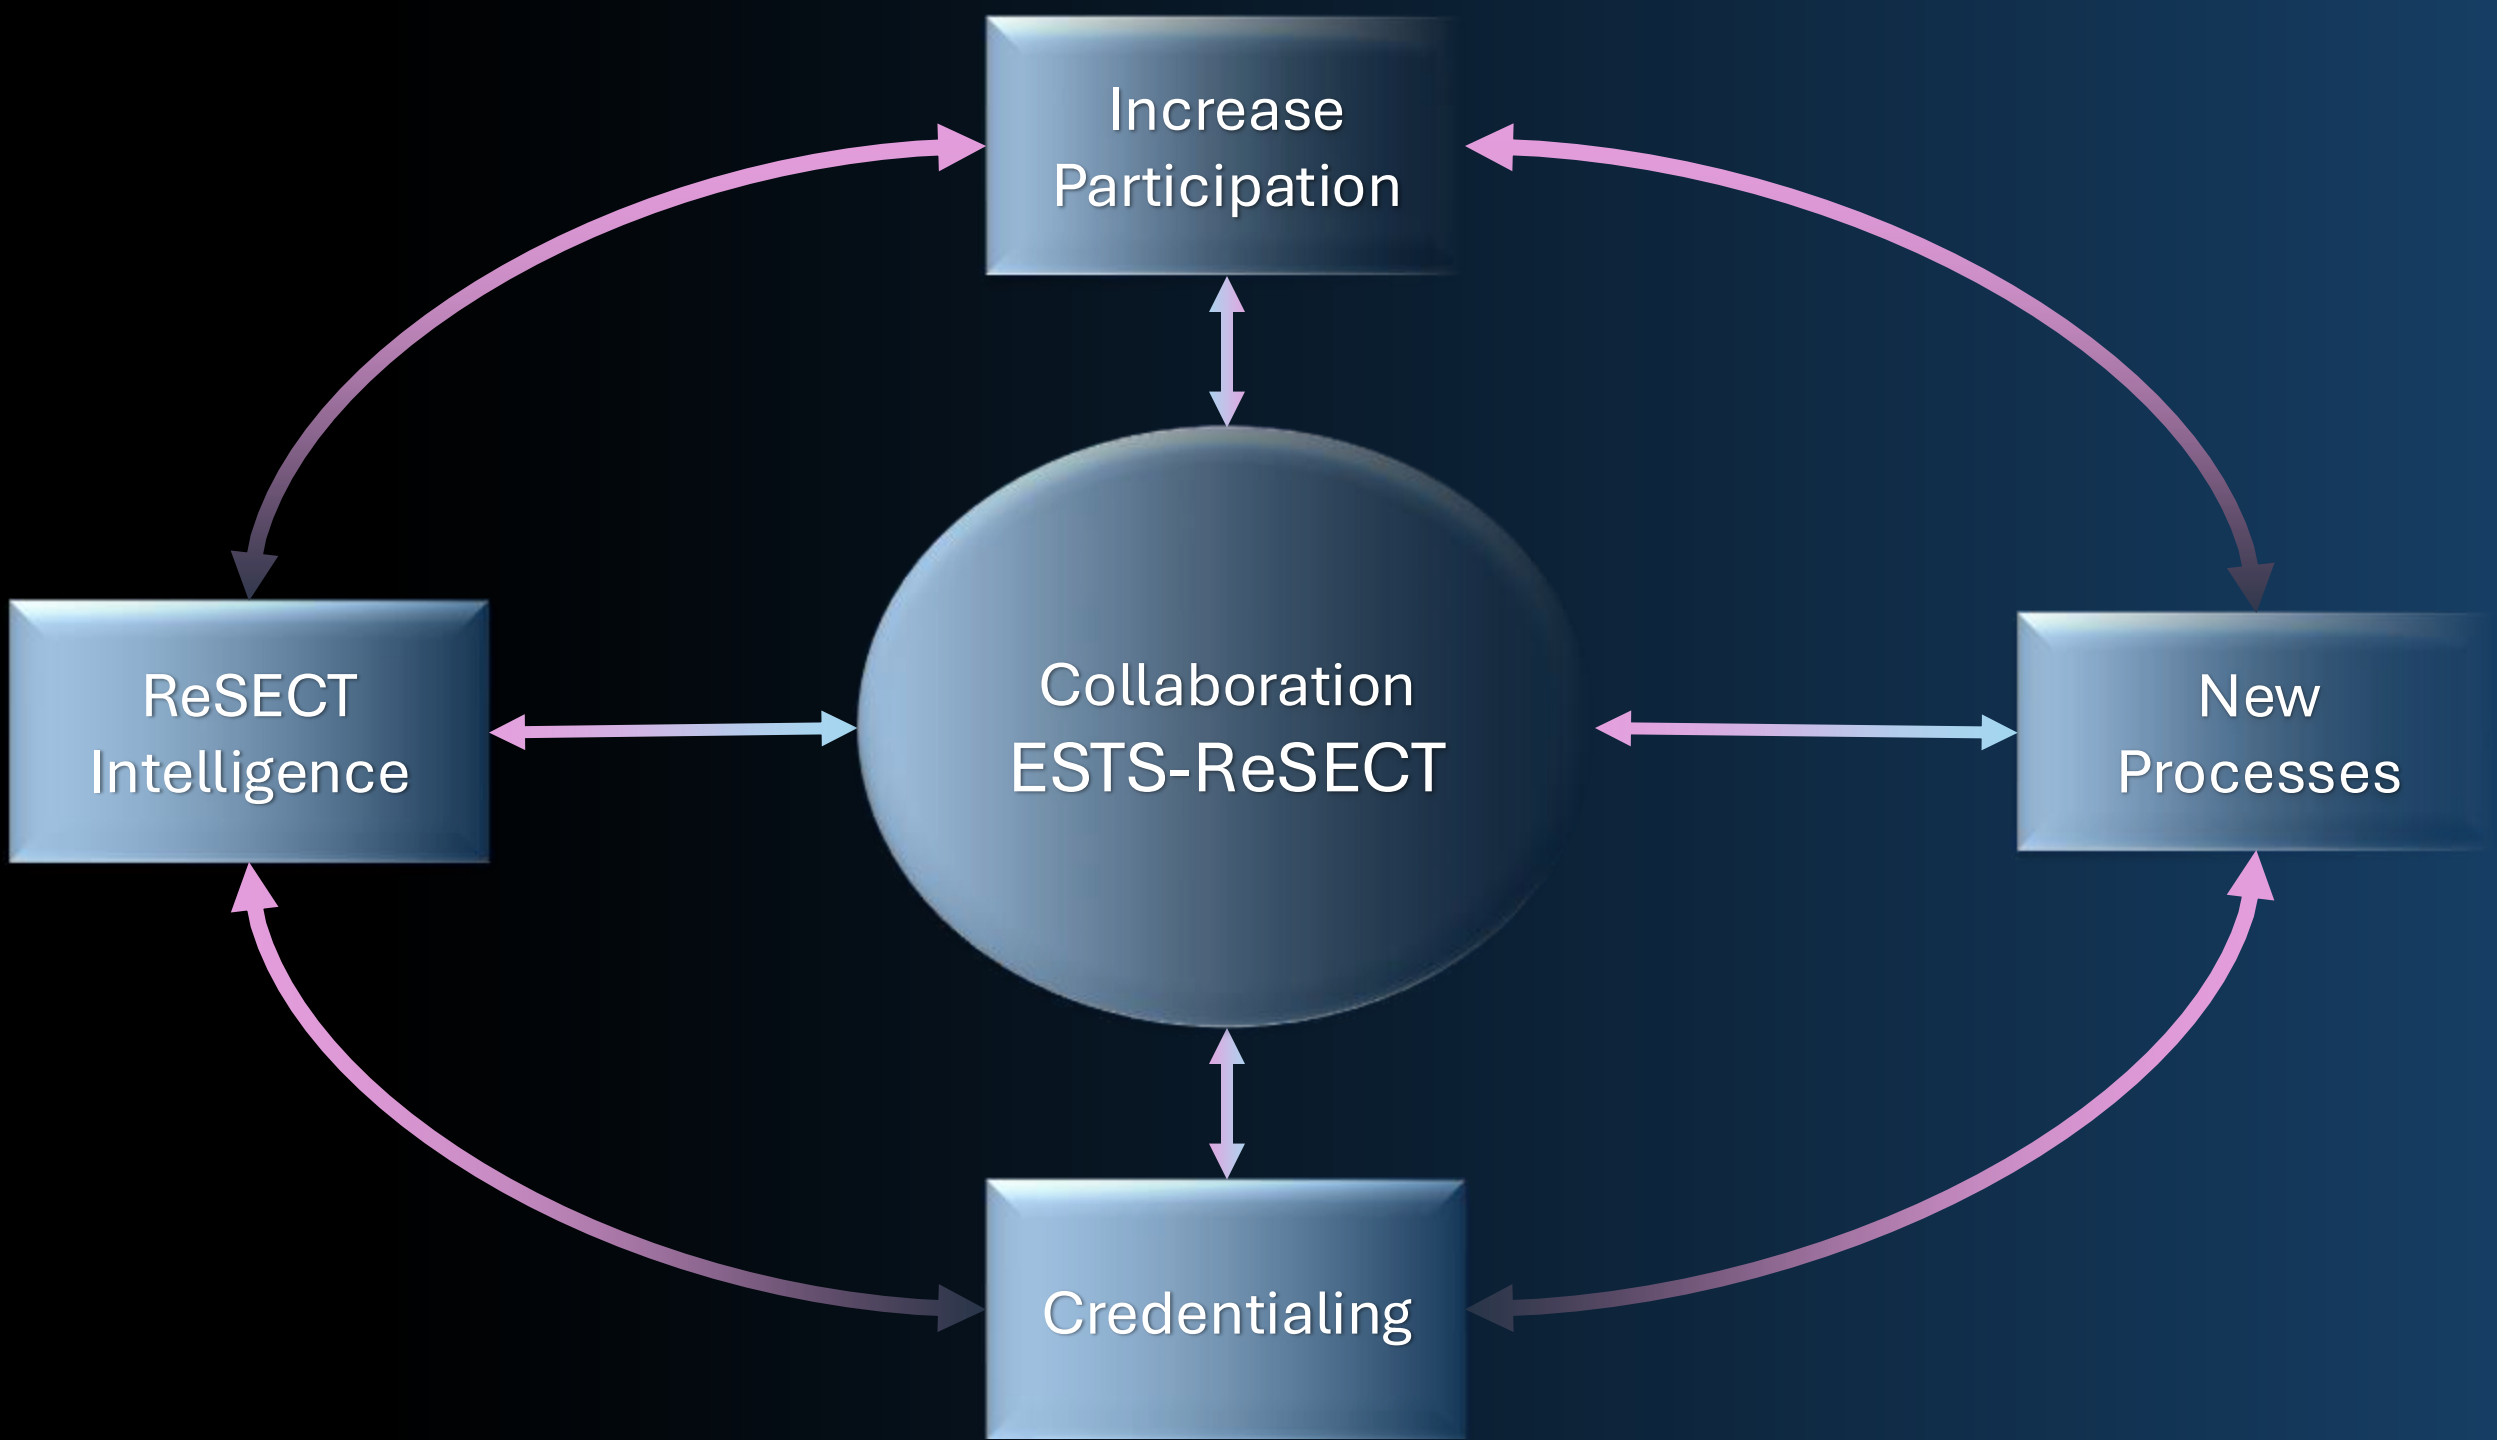 Increase
Participation
ReSECT
Intelligence
Collaboration
ESTS-ReSECT
New
Processes
Credentialing